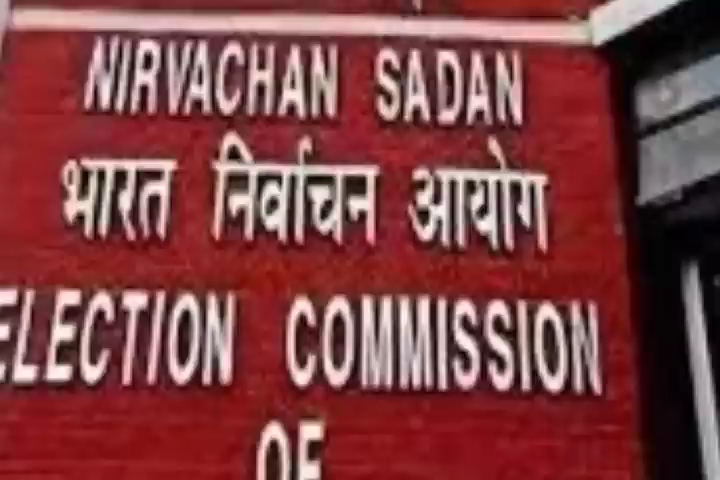 NIRVACHAN SADAN
भारत निर्वाचन आयोग
ELECTION COMMISSION
OF